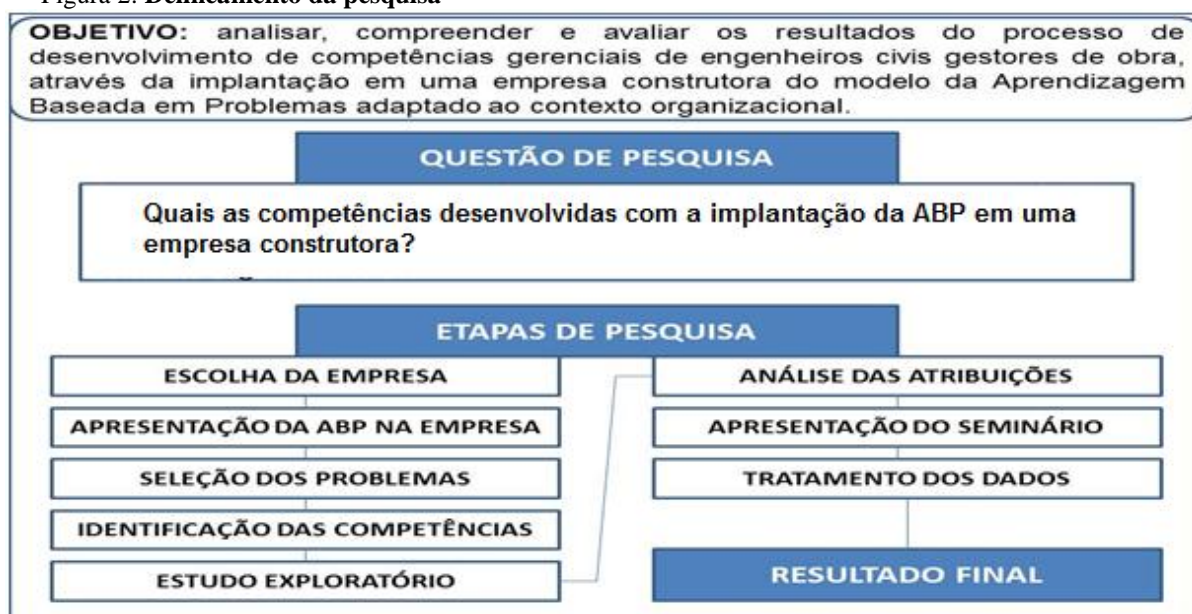 Figura 2. Delineamento da pesquisa
OBJETIVO: analisar, compreender e avaliar os resultados do processo de
desenvolvimento de competências gerenciais de engenheiros civis gestores de obra,
através da implantação em uma empresa construtora do modelo da Aprendizagem
Baseada em Problemas adaptado ao contexto organizacional.
QUESTÃO DE PESQUISA
Quais as competências desenvolvidas com a implantação da ABP em uma
empresa construtora?
ETAPAS DE PESQUISA
ESCOLHA DA EMPRESA
APRESENTAÇÃO DA ABP NA EMPRESA
SELEÇÃO DOS PROBLEMAS
IDENTIFICAÇÃO DAS COMPETÊNCIAS
ESTUDO EXPLORATÓRIO
ANÁLISE DAS ATRIBUIÇÕES
APRESENTAÇÃO DO SEMINÁRIO
TRATAMENTO DOS DADOS
RESULTADO FINAL